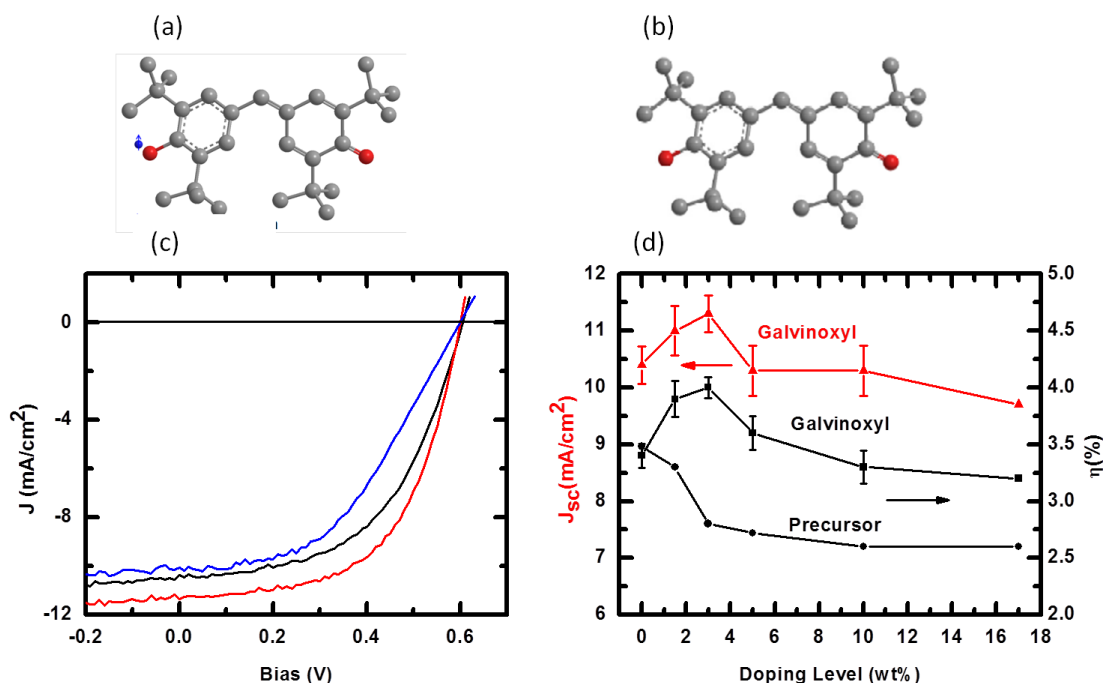 (a)
(b)
(c)
0
-4
-8
-12
J (mA/cm²)
-0.2 0.0 0.2 0.4 0.6
Bias (V)
(d)
12
11
10
9
8
7
6
J_SC(mA/cm²)
Galvinoxyl
Galvinoxyl
Precursor
5.0
4.5
4.0
3.5
3.0
2.5
2.0
η(%)
0 2 4 6 8 10 12 14 16 18
Doping Level (wt%)